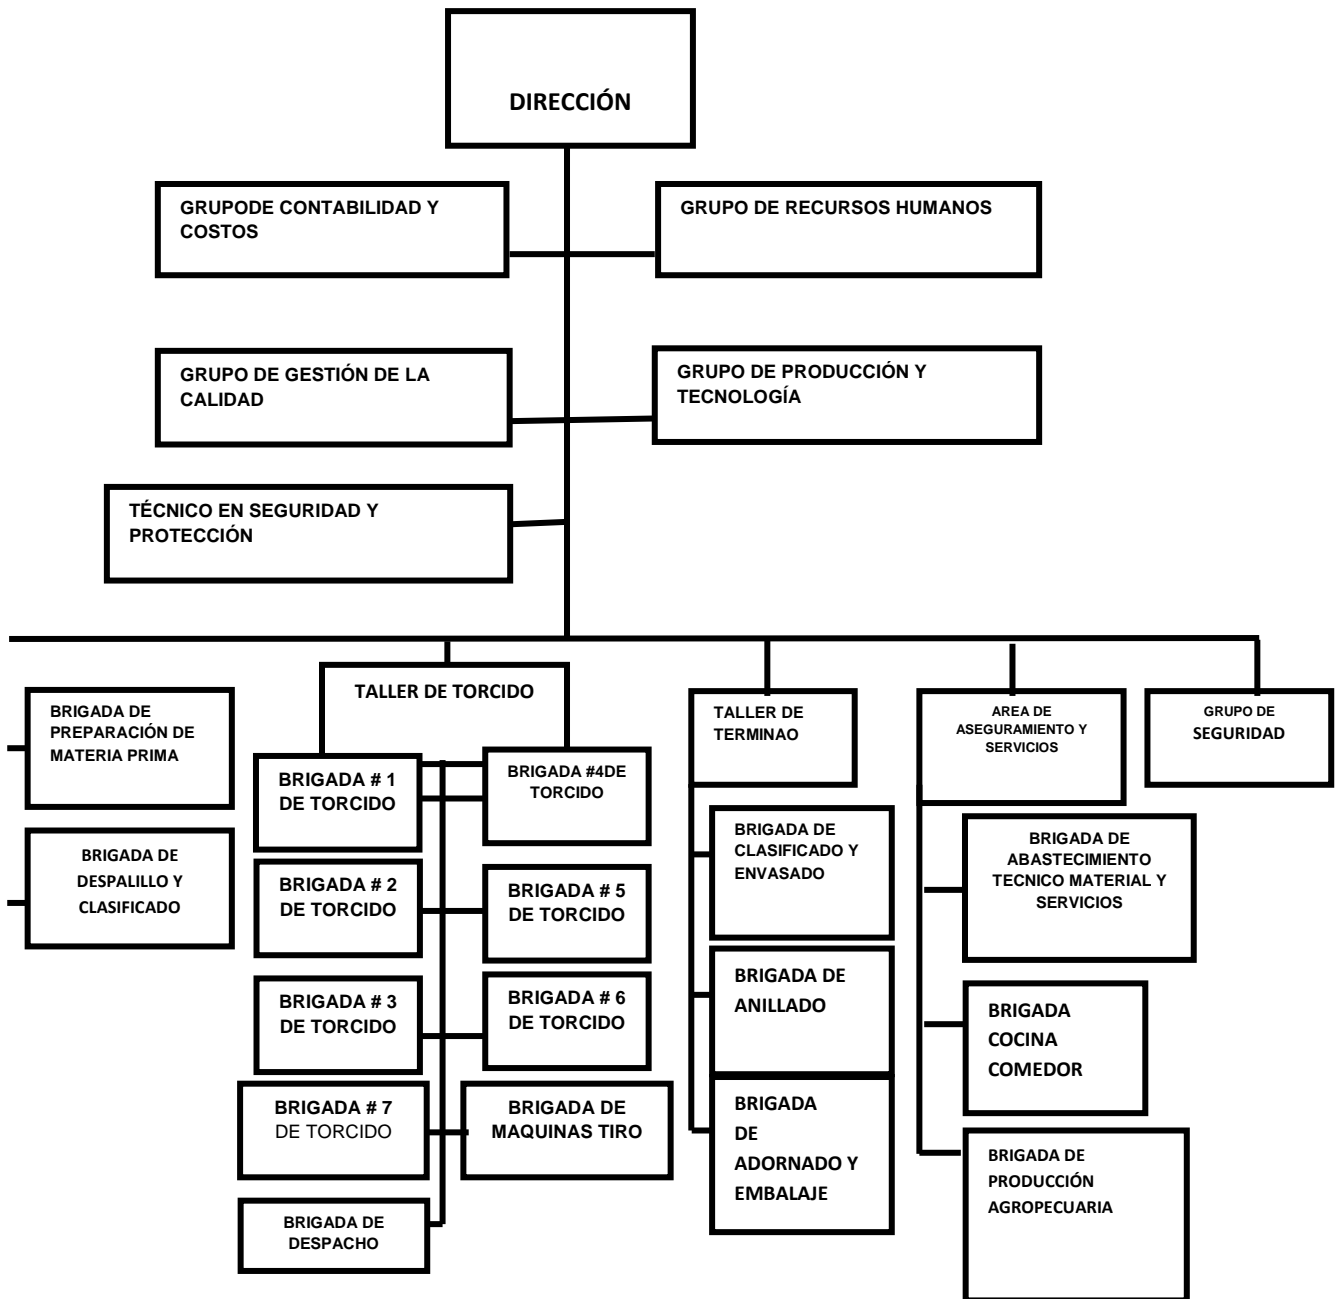 DIRECCIÓN
GRUPODE CONTABILIDAD Y
COSTOS
GRUPO DE RECURSOS HUMANOS
GRUPO DE GESTIÓN DE LA
CALIDAD
GRUPO DE PRODUCCIÓN Y
TECNOLOGÍA
TÉCNICO EN SEGURIDAD Y
PROTECCIÓN
BRIGADA DE
PREPARACIÓN DE
MATERIA PRIMA
BRIGADA DE
DESPALILLO Y
CLASIFICADO
TALLER DE TORCIDO
BRIGADA # 1
DE TORCIDO
BRIGADA #4DE
TORCIDO
BRIGADA # 2
DE TORCIDO
BRIGADA # 5
DE TORCIDO
BRIGADA # 3
DE TORCIDO
BRIGADA # 6
DE TORCIDO
BRIGADA # 7
DE TORCIDO
BRIGADA DE
MAQUINAS TIRO
BRIGADA DE
DESPACHO
TALLER DE
TERMINAO
BRIGADA DE
CLASIFICADO Y
ENVASADO
BRIGADA DE
ANILLADO
BRIGADA
DE
ADORNADO Y
EMBALAJE
AREA DE
ASEGURAMIENTO Y
SERVICIOS
BRIGADA DE
ABASTECIMIENTO
TECNICO MATERIAL Y
SERVICIOS
BRIGADA
COCINA
COMEDOR
BRIGADA DE
PRODUCCIÓN
AGROPECUARIA
GRUPO DE
SEGURIDAD